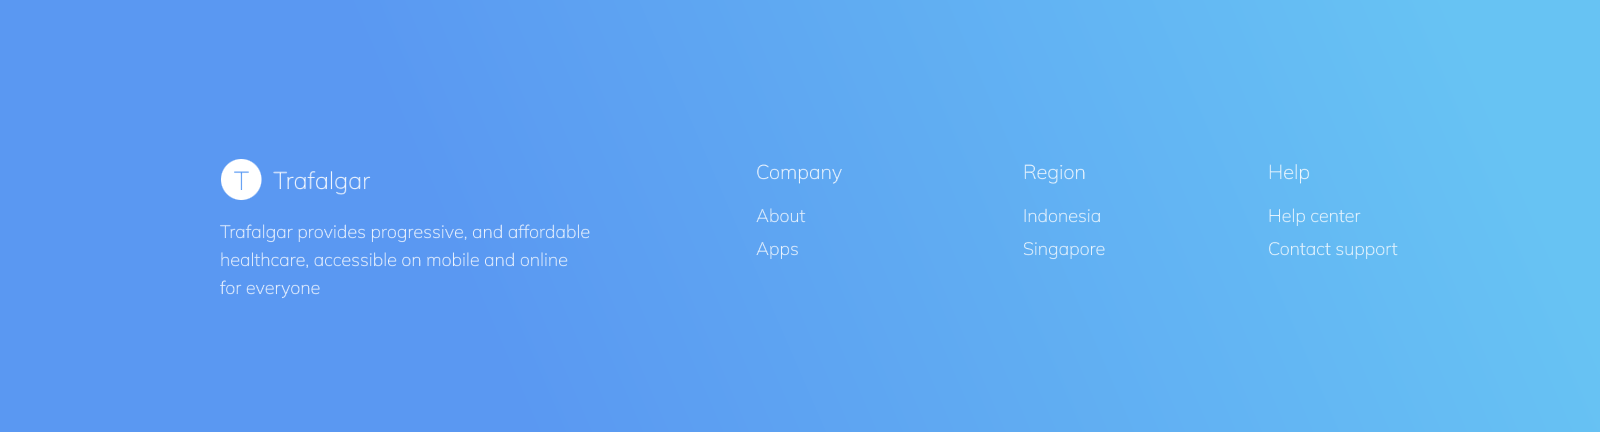 T Trafalgar
Trafalgar provides progressive, and affordable
healthcare, accessible on mobile and online
for everyone
Company
About
Apps
Region
Indonesia
Singapore
Help
Help center
Contact support